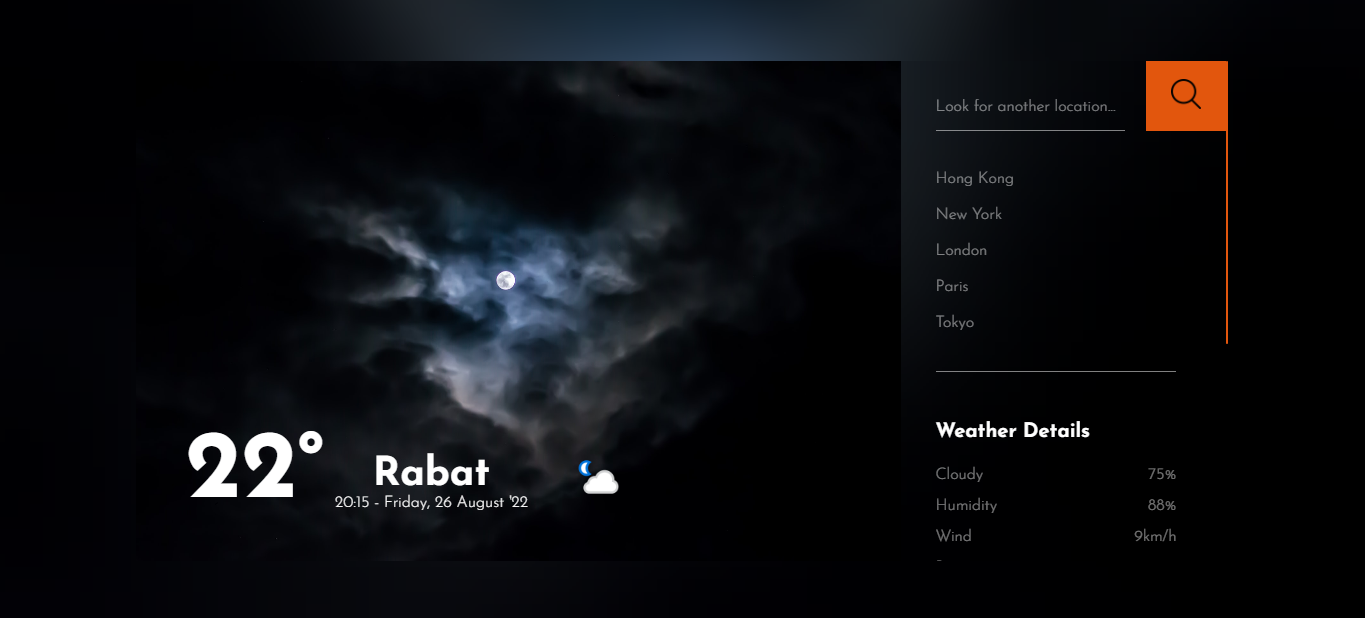 Look for another location...
Hong Kong
New York
London
Paris
Tokyo
22°
Rabat
20:15 - Friday, 26 August '22
Weather Details
Cloudy 75%
Humidity 88%
Wind 9km/h